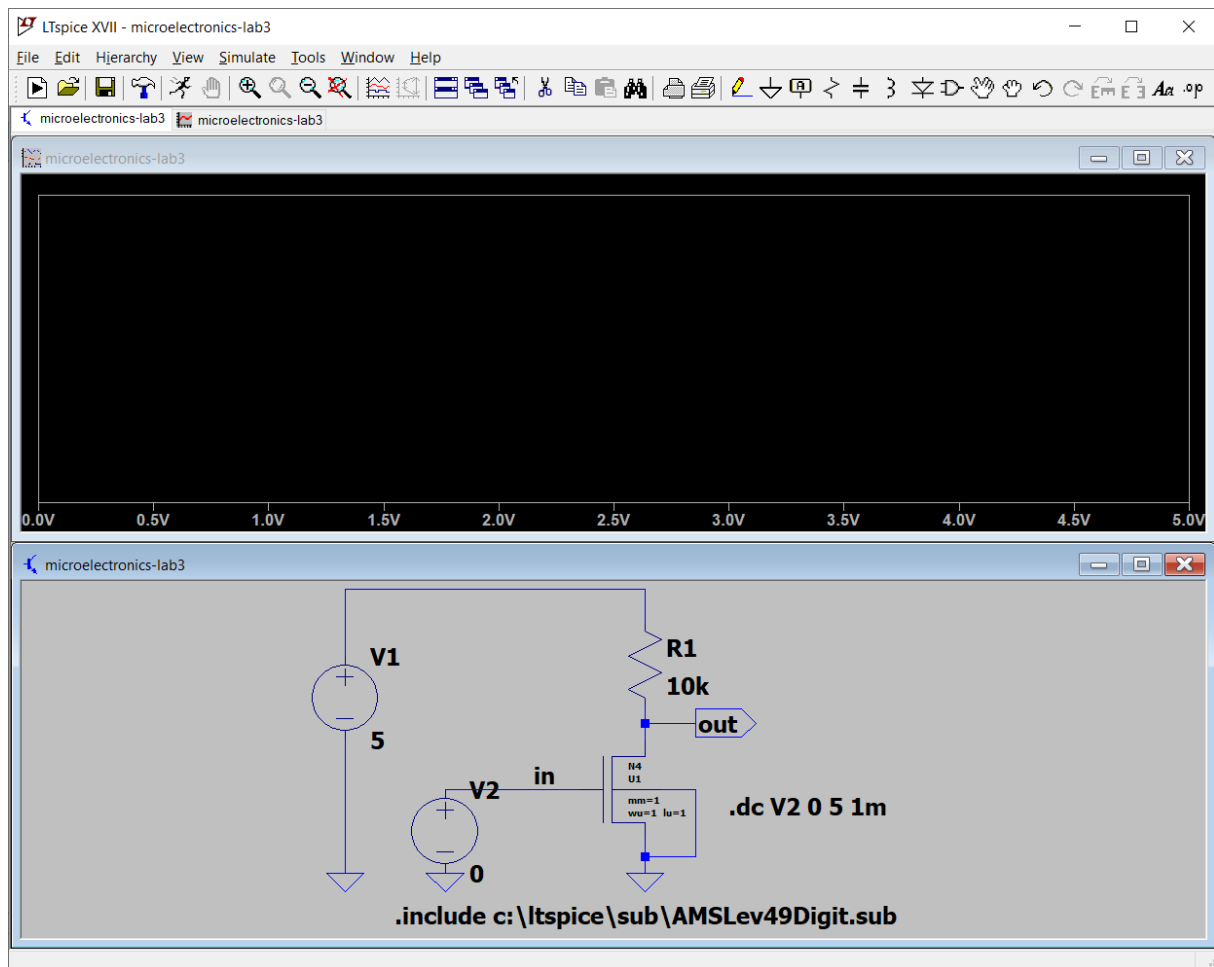 LTspice XVII - microelectronics-lab3
File Edit Hierarchy View Simulate Tools Window Help
Aa .op
microelectronics-lab3 microelectronics-lab3
microelectronics-lab3
0.0V 0.5V 1.0V 1.5V 2.0V 2.5V 3.0V 3.5V 4.0V 4.5V 5.0V
microelectronics-lab3
V1
5
R1
10k
out
in
V2
0
N4
U1
mm=1
wu=1 lu=1
.dc V2 0 5 1m
.include c:\ltspice\sub\AMSLev49Digit.sub